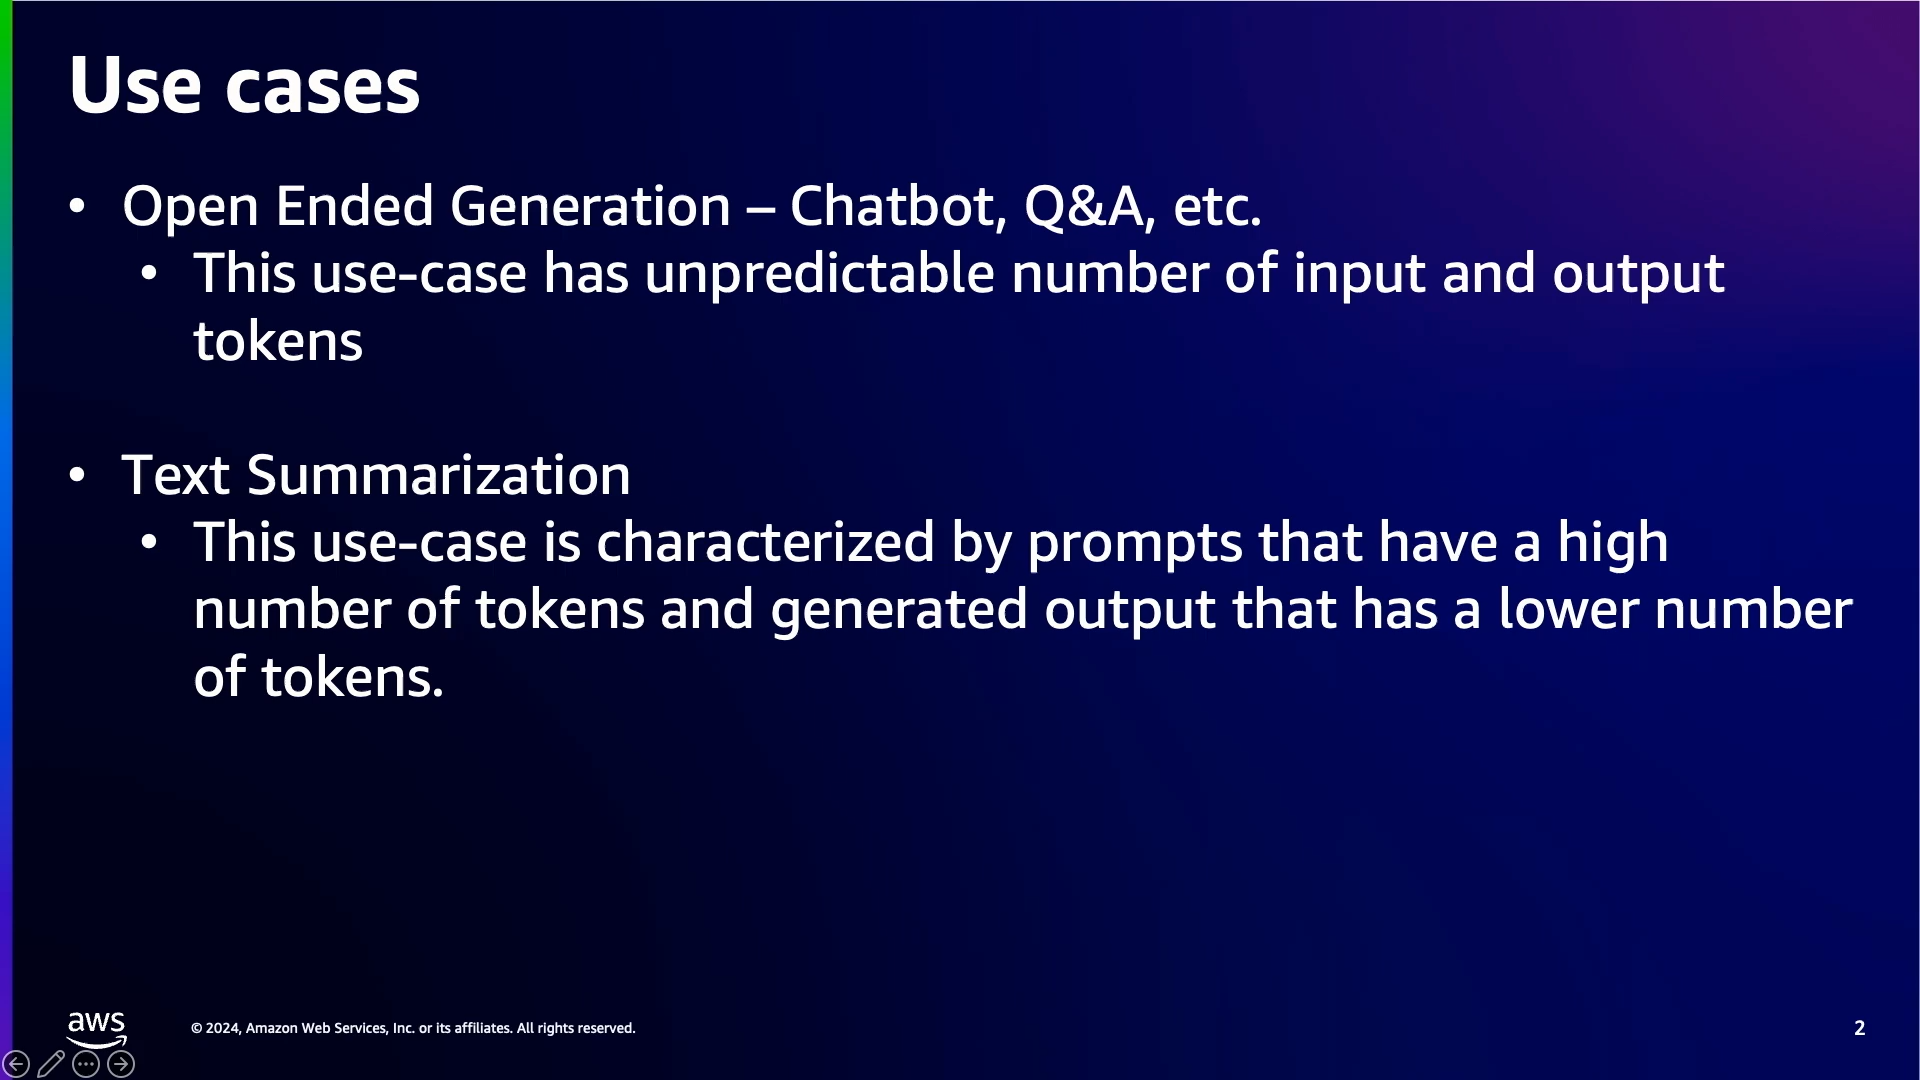 Use cases
• Open Ended Generation – Chatbot, Q&A, etc.
• This use-case has unpredictable number of input and output
tokens
• Text Summarization
• This use-case is characterized by prompts that have a high
number of tokens and generated output that has a lower number
of tokens.
aws
© 2024, Amazon Web Services, Inc. or its affiliates. All rights reserved.
2